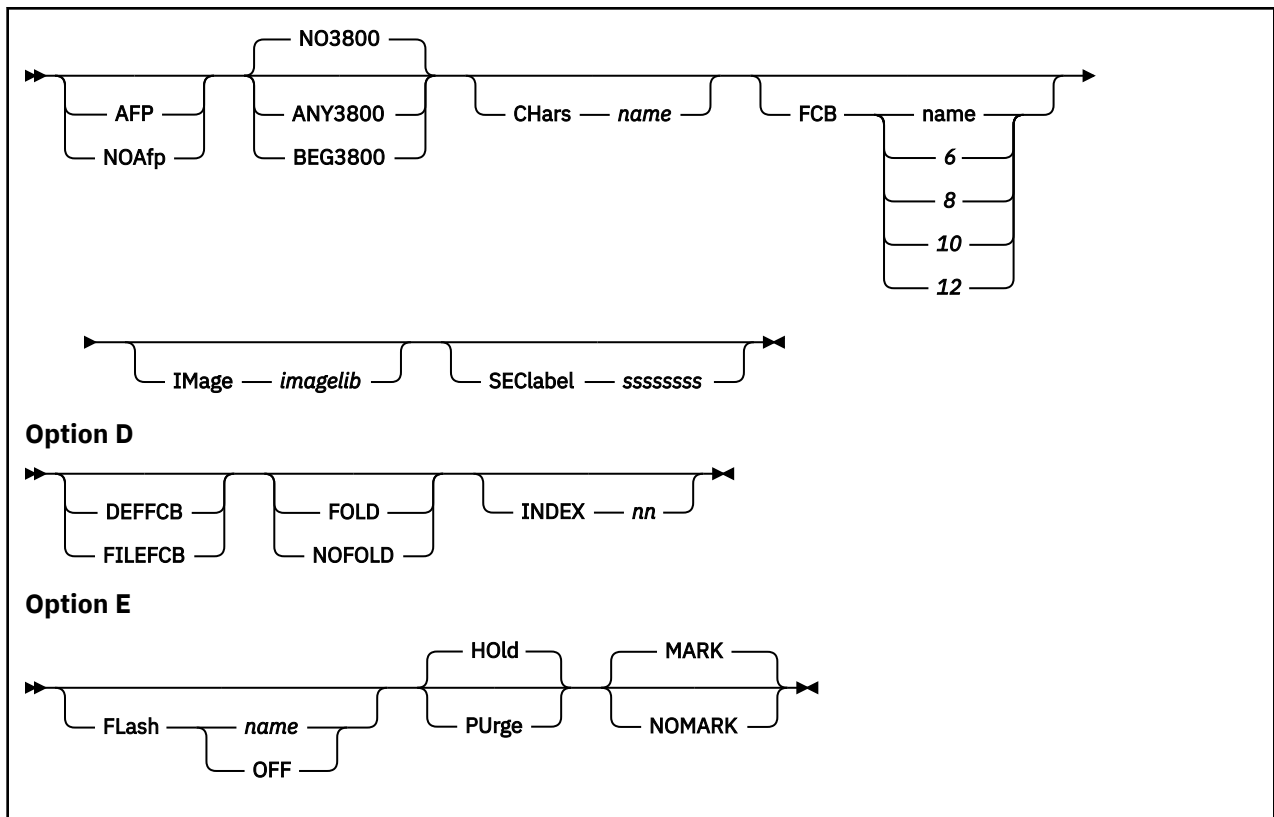 NO3800
AFP ANY3800 CHars name FCB name
NOAfp BEG3800 6
8
10
12
IMage imagelib SEClabel ssssssss
Option D
DEFFCB FOLD INDEX nn
FILEFCB NOFOLD
Option E
HOld MARK
FLash name PUrge NOMARK
OFF